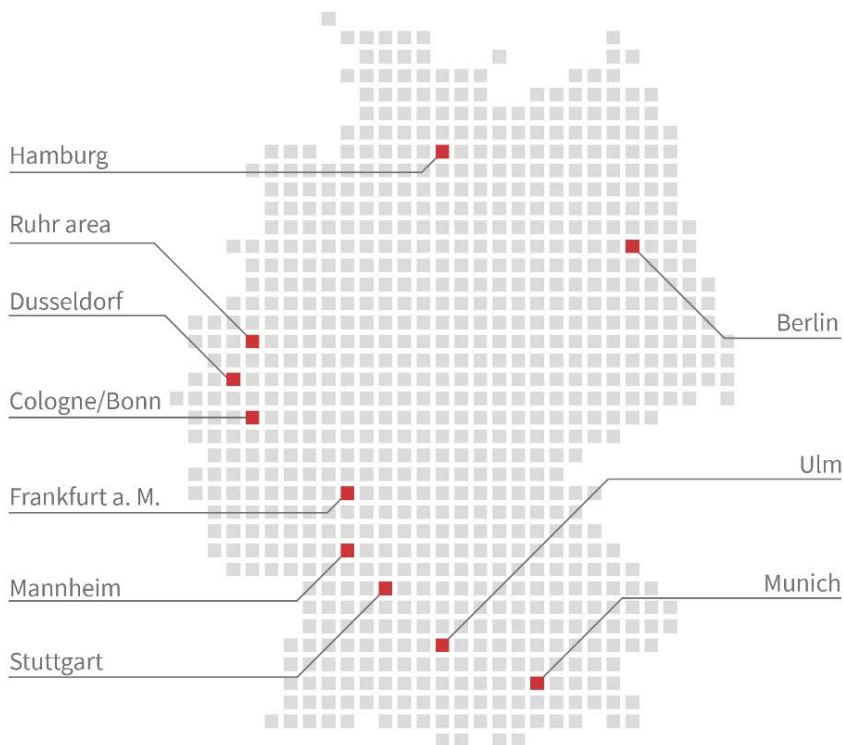 Hamburg
Ruhr area
Dusseldorf
Cologne/Bonn
Frankfurt a. M.
Mannheim
Stuttgart
Berlin
Ulm
Munich